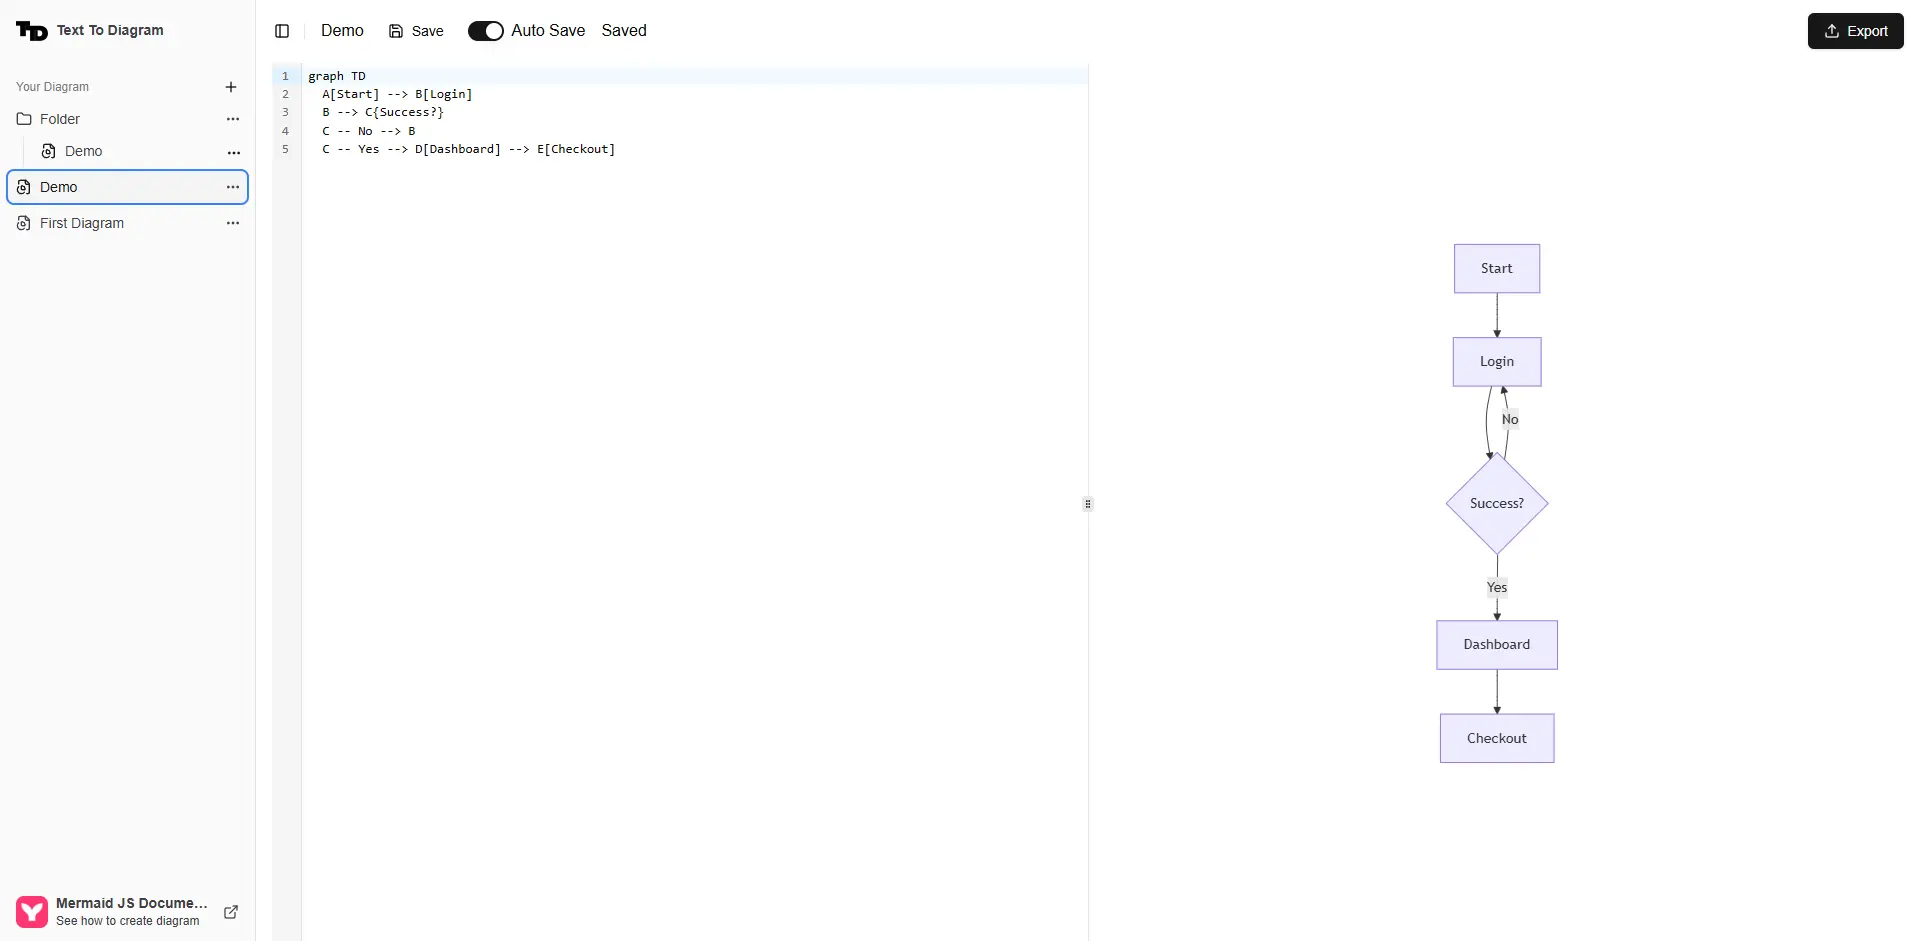 TD Text To Diagram
Demo Save Auto Save Saved
Export
Your Diagram
Folder
Demo
Demo
First Diagram
1 graph TD
2 A[Start] --> B[Login]
3 B --> C{Success?}
4 C -- No --> B
5 C -- Yes --> D[Dashboard] --> E[Checkout]
Start
Login
No
Success?
Yes
Dashboard
Checkout
Mermaid JS Docume...
See how to create diagram